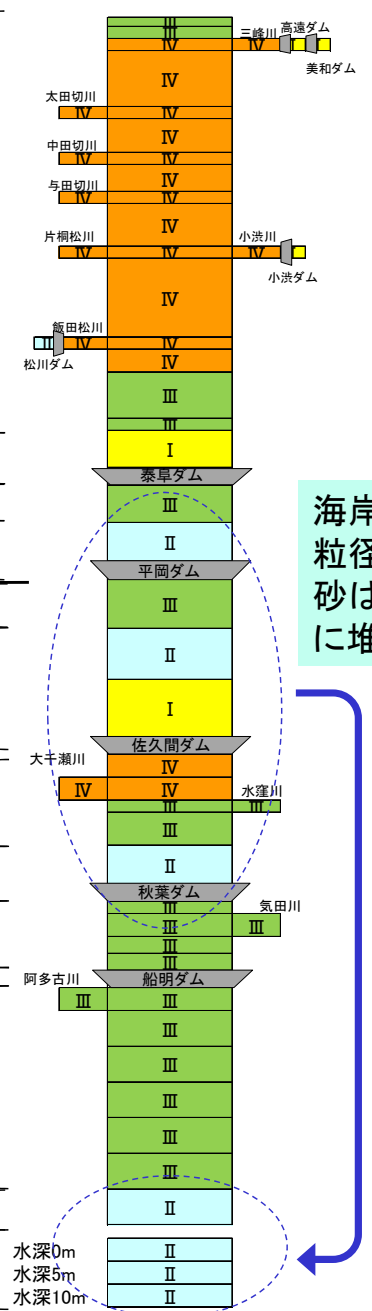 Ⅲ
Ⅲ
三峰川 高遠ダム
Ⅳ Ⅳ
美和ダム
Ⅳ
太田切川
Ⅳ Ⅳ
Ⅳ
中田切川
Ⅳ Ⅳ
Ⅳ
与田切川
Ⅳ Ⅳ
Ⅳ
片桐松川 小渋川
Ⅳ Ⅳ Ⅳ
小渋ダム
Ⅳ
飯田松川
Ⅱ Ⅳ Ⅳ
松川ダム Ⅳ
Ⅲ
Ⅲ
Ⅰ
泰阜ダム
Ⅲ
海岸
粒径
砂は
に堆
Ⅱ
平岡ダム
Ⅲ
Ⅱ
Ⅰ
佐久間ダム
大千瀬川 Ⅳ
Ⅳ Ⅳ 水窪川
Ⅲ Ⅲ
Ⅲ
Ⅱ
秋葉ダム
Ⅲ 気田川
Ⅲ Ⅲ
Ⅲ
Ⅲ
阿多古川 船明ダム
Ⅲ Ⅲ
Ⅲ
Ⅲ
Ⅲ
Ⅲ
Ⅲ
Ⅱ
水深0m Ⅱ
水深5m Ⅱ
水深10m Ⅱ